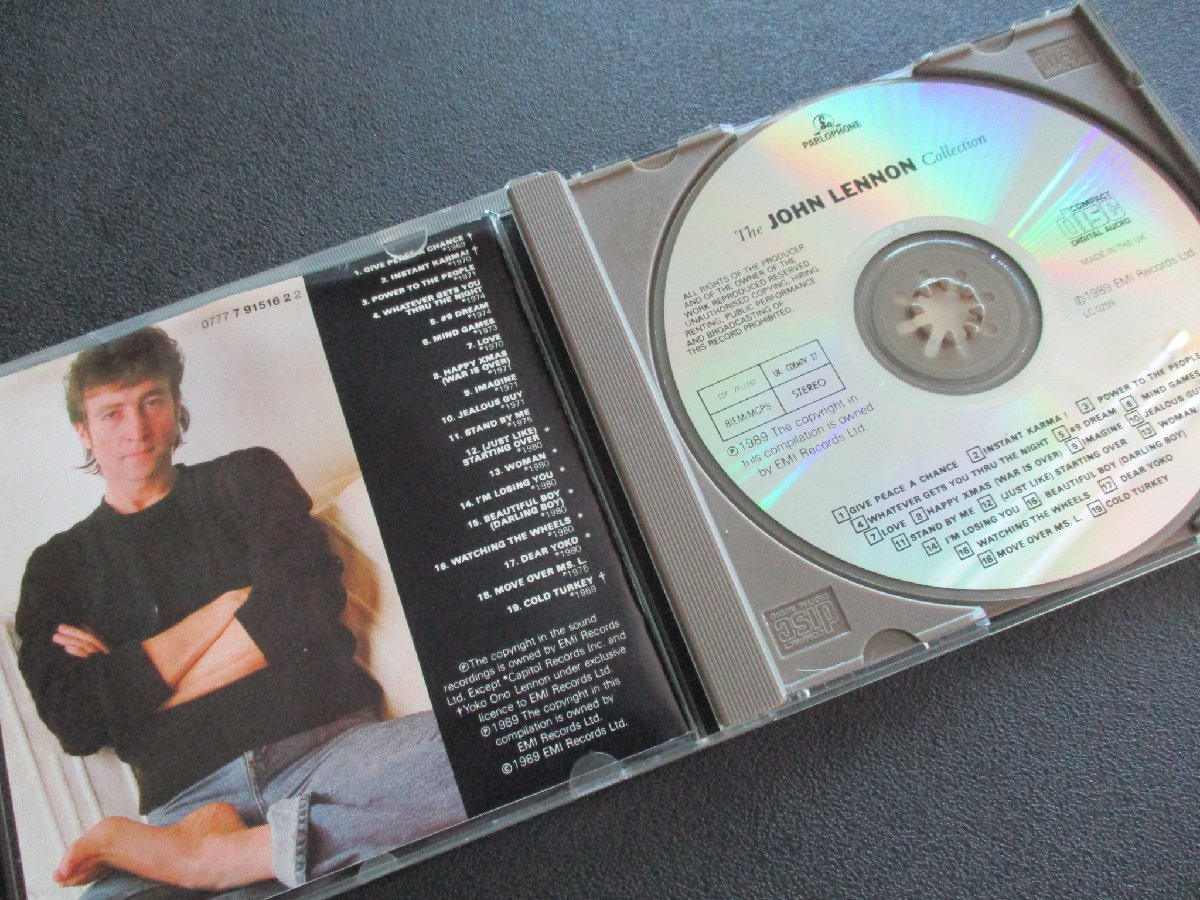 0777 7 91516 2 2
1. GIVE PEACE A CHANCE †
*1969
2. INSTANT KARMA! †
*1970
3. POWER TO THE PEOPLE
*1971
4. WHATEVER GETS YOU
THRU THE NIGHT
*1974
5. #9 DREAM
*1974
6. MIND GAMES
*1973
7. LOVE
*1970
8. HAPPY XMAS
(WAR IS OVER)
*1971
9. IMAGINE
*1971
10. JEALOUS GUY
*1971
11. STAND BY ME
*1975
12. (JUST LIKE) *
STARTING OVER
*1980
13. WOMAN *
*1980
14. I'M LOSING YOU *
*1980
15. BEAUTIFUL BOY *
(DARLING BOY)
*1980
16. WATCHING THE WHEELS *
*1980
17. DEAR YOKO *
*1980
18. MOVE OVER MS. L.
*1975
19. COLD TURKEY †
*1969
℗The copyright in the sound
recordings is owned by EMI Records
Ltd. Except *Capitol Records Inc. and
†Yoko Ono Lennon under exclusive
licence to EMI Records Ltd.
℗1989 The copyright in this
compilation is owned by
EMI Records Ltd.
©1989 EMI Records Ltd.
PARLOPHONE
The JOHN LENNON Collection
ALL RIGHTS OF THE PRODUCER
AND OF THE OWNER OF THE
WORK REPRODUCED RESERVED
UNAUTHORISED COPYING, HIRING,
RENTING, PUBLIC PERFORMANCE
AND BROADCASTING OF
THIS RECORD PROHIBITED.
COMPACT
disc
DIGITAL AUDIO
MADE IN THE UK
©1989 EMI Records Ltd.
LC0299
UK: CDEMTV 37
BIEM/MCPS
STEREO
℗1989 The copyright in
this compilation is owned
by EMI Records Ltd.
1 GIVE PEACE A CHANCE 2 INSTANT KARMA! 3 POWER TO THE PEOPLE
4 WHATEVER GETS YOU THRU THE NIGHT 5 #9 DREAM 6 MIND GAMES
7 LOVE 8 HAPPY XMAS (WAR IS OVER) 9 IMAGINE 10 JEALOUS GUY
11 STAND BY ME 12 (JUST LIKE) STARTING OVER 13 WOMAN
14 I'M LOSING YOU 15 BEAUTIFUL BOY (DARLING BOY)
16 WATCHING THE WHEELS 17 DEAR YOKO
18 MOVE OVER MS. L. 19 COLD TURKEY
COMPACT
disc
DIGITAL AUDIO
disc